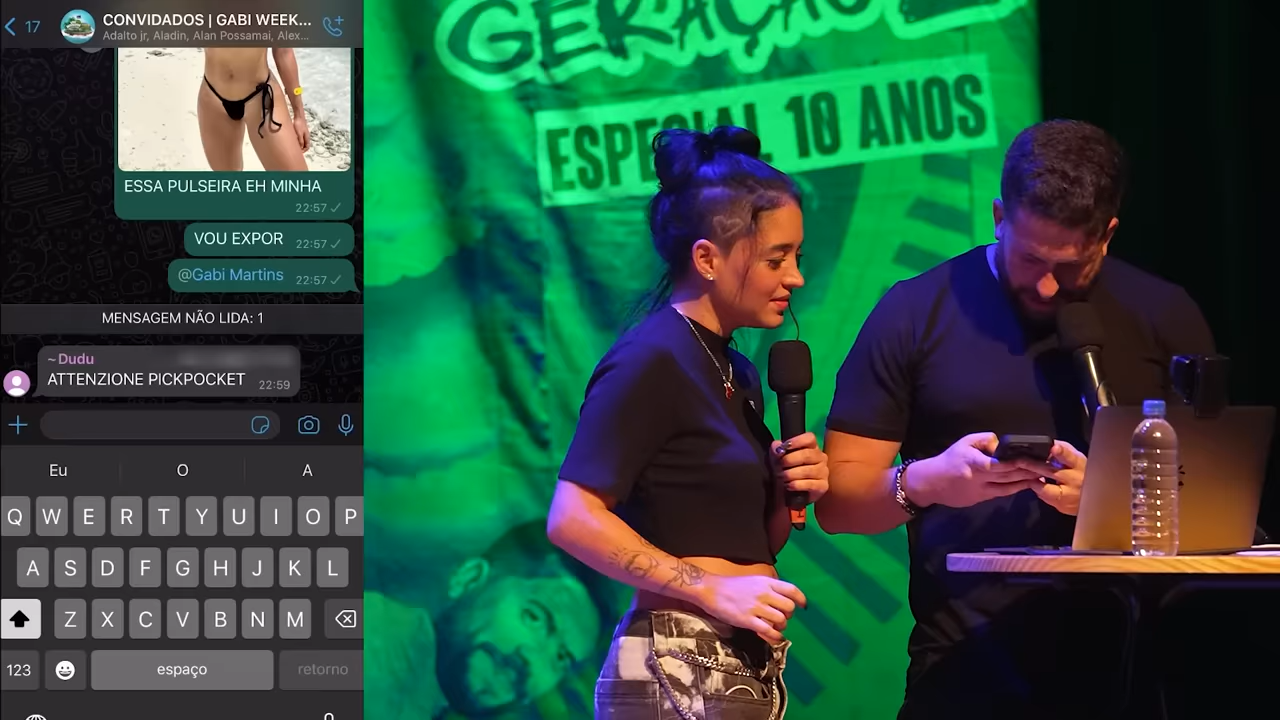 17
CONVIDADOS | GABI WEEK...
Adalto jr, Aladin, Alan Possamai, Alex...
ESSA PULSEIRA EH MINHA
22:57
VOU EXPOR 22:57
@Gabi Martins 22:57
MENSAGEM NÃO LIDA: 1
~Dudu
ATTENZIONE PICKPOCKET 22:59
Eu O A
Q W E R T Y U I O P
A S D F G H J K L
Z X C V B N M
123 espaço retorno
GERAÇÃO
ESPECIAL 10 ANOS